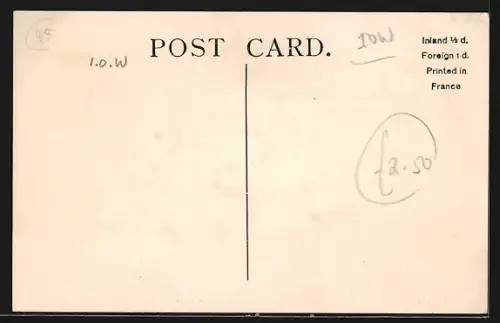 POST CARD.
I.O.W
IOW
Inland ½ d.
Foreign 1 d.
Printed in
France
£2-50